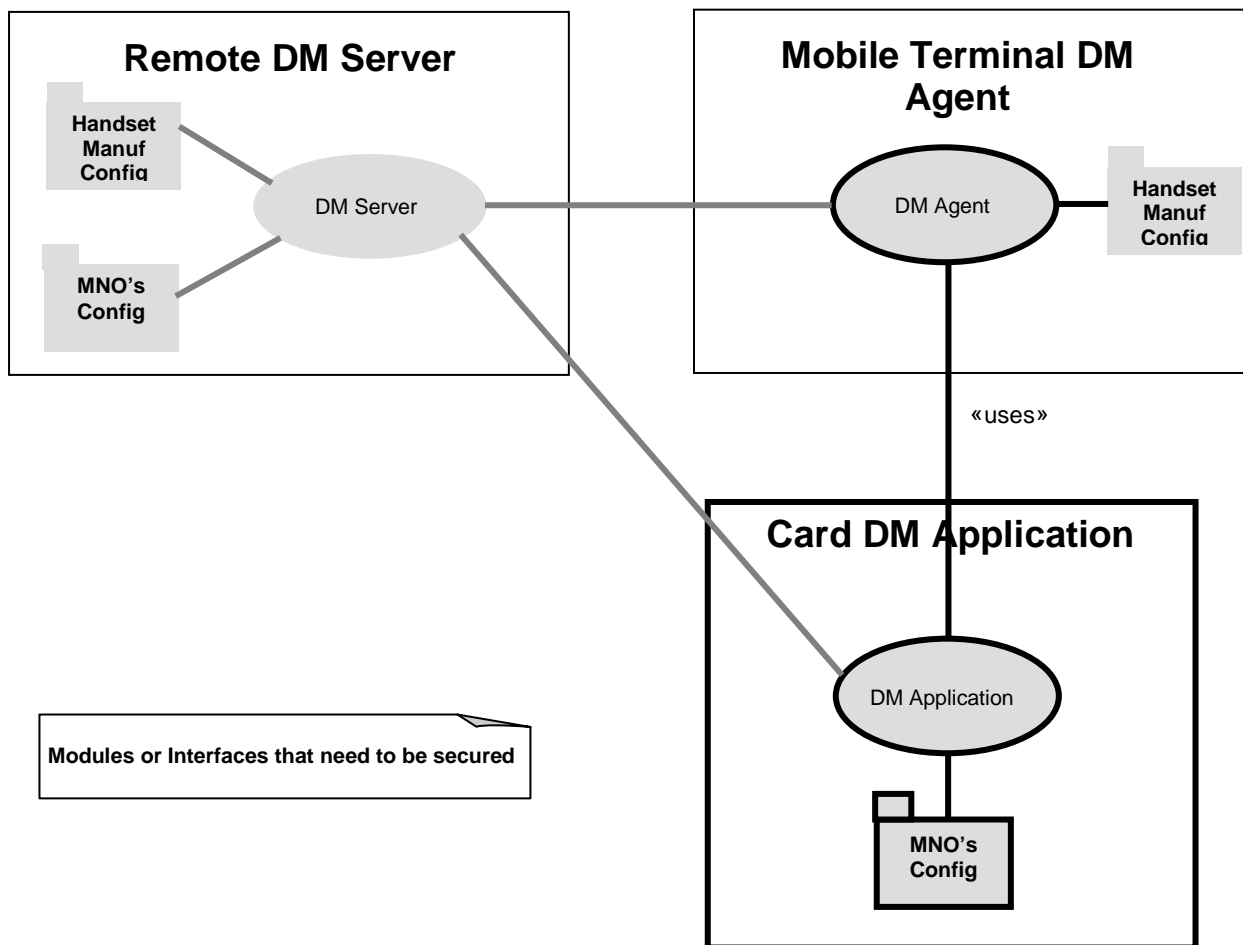 Remote DM Server
Handset
Manuf
Config
DM Server
MNO's
Config
Mobile Terminal DM
Agent
DM Agent
Handset
Manuf
Config
«uses»
Card DM Application
DM Application
MNO's
Config
Modules or Interfaces that need to be secured